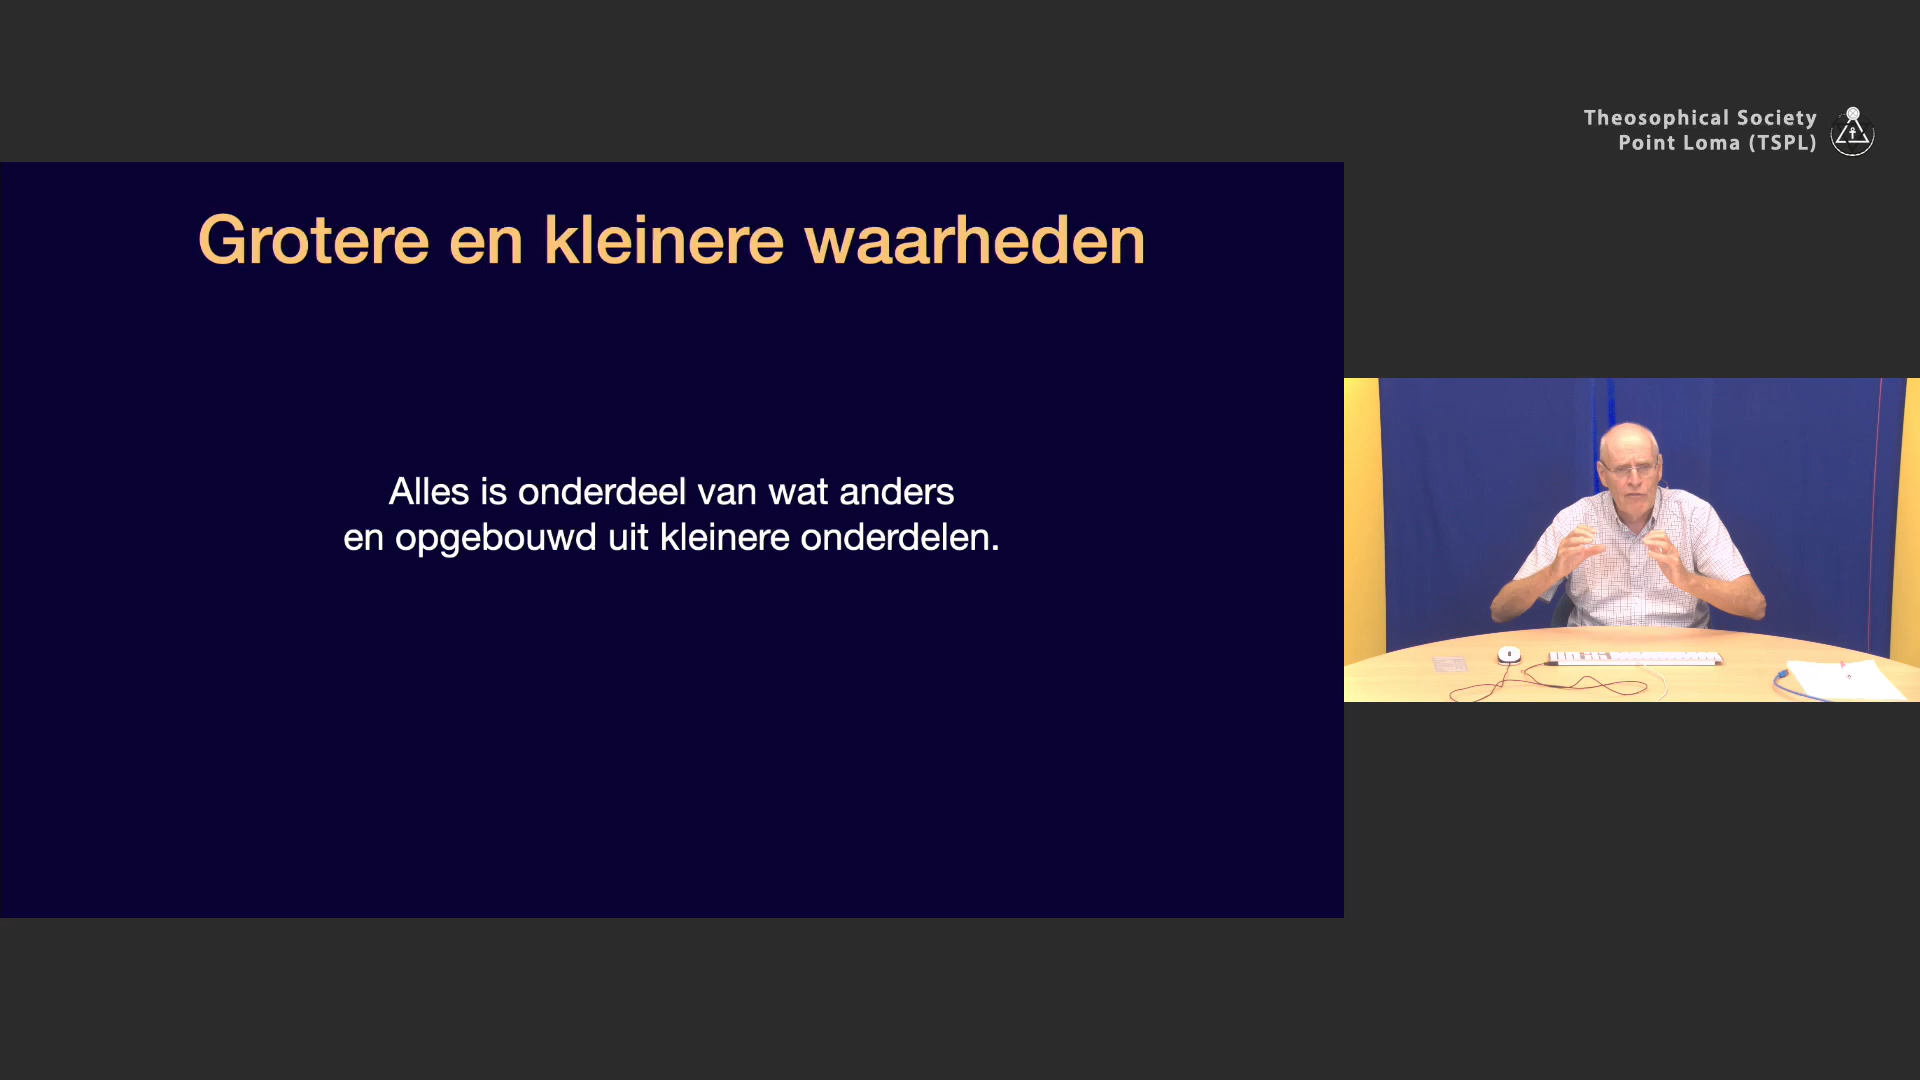 Theosophical Society
Point Loma (TSPL)
Grotere en kleinere waarheden
Alles is onderdeel van wat anders
en opgebouwd uit kleinere onderdelen.